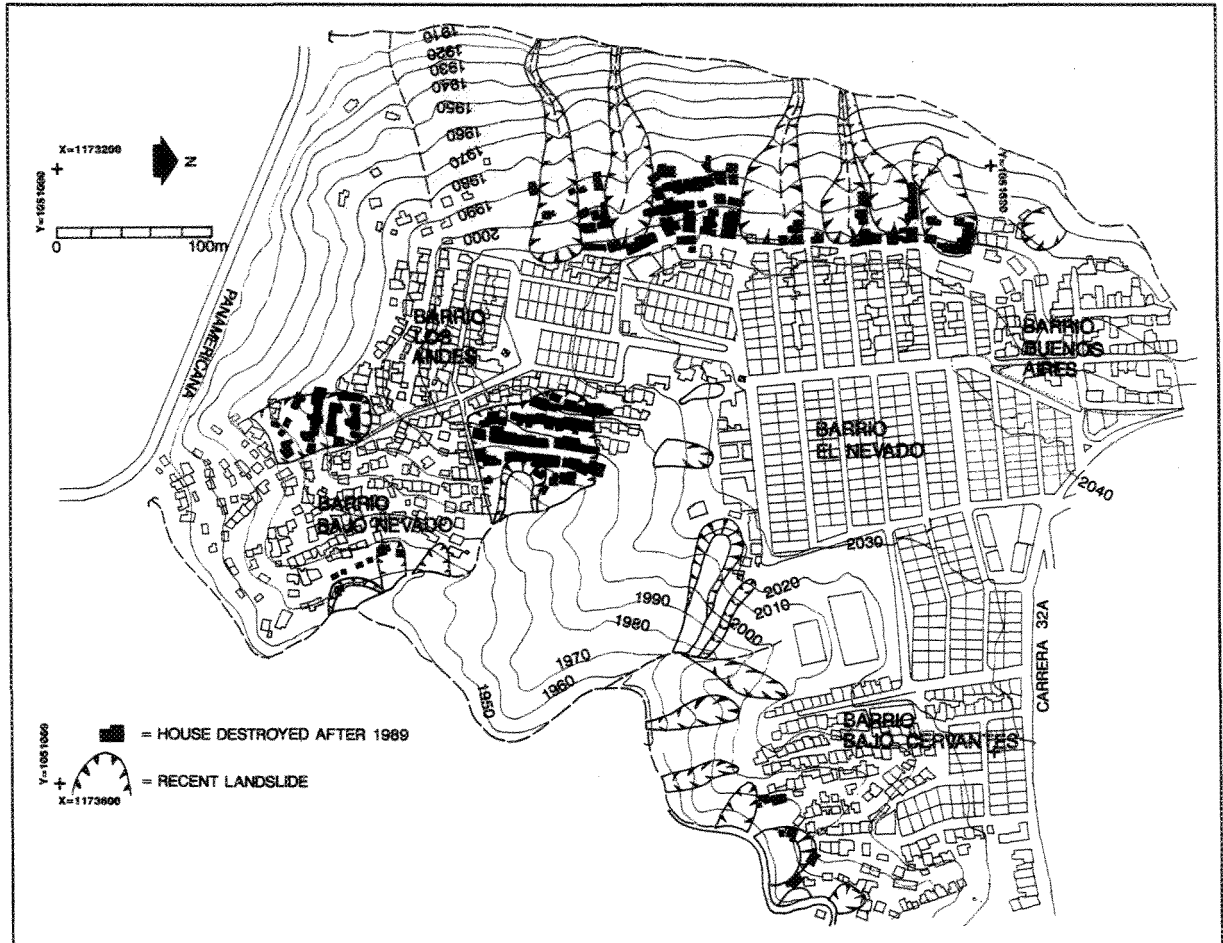 1910
1920
1930
1940
1950
1960
1970
1980
1990
2000
X=1173200
Y=1051000
N
0 100m
PANAMERICANA
BARRIO
LOS
ANDES
BARRIO
BUENOS
AIRES
BARRIO
EL NEVADO
2040
BARRIO
BAJO NEVADO
2030
2020
2010
2000
1990
1980
1970
1960
1950
CARRERA 32A
BARRIO
BAJO CERVANTES
Y=1051000
X=1173600
= HOUSE DESTROYED AFTER 1989
= RECENT LANDSLIDE